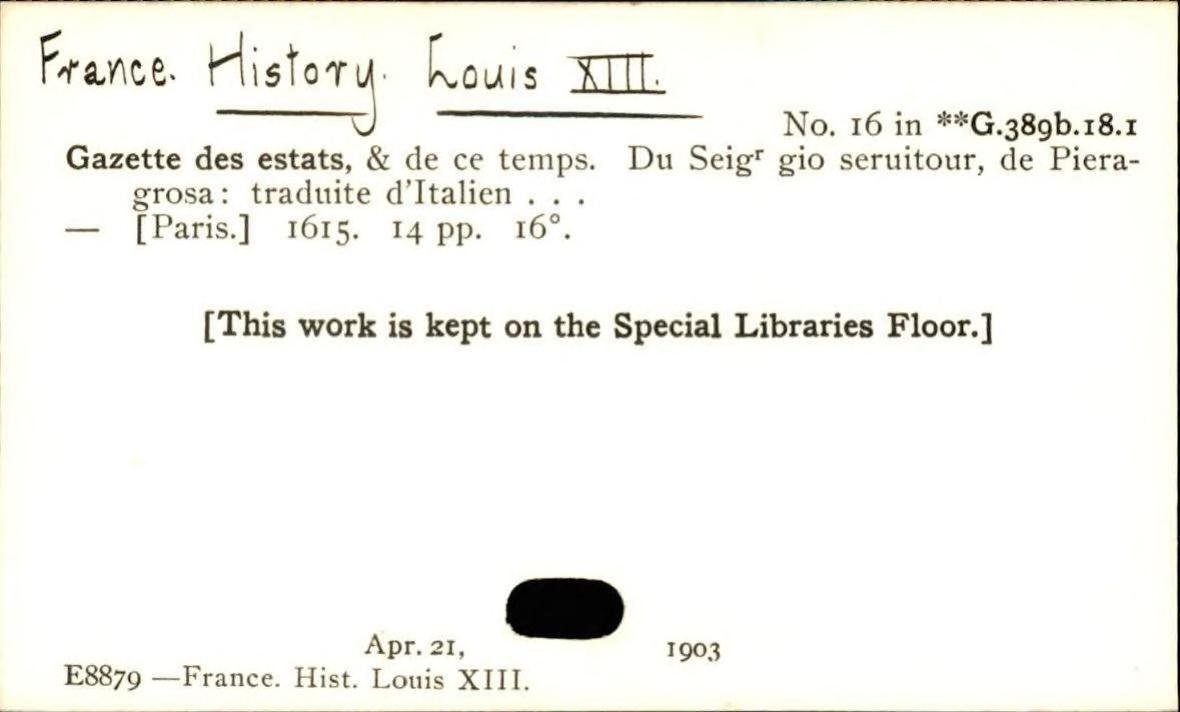 France. History. Louis XIII.
No. 16 in **G.389b.18.1
Gazette des estats, & de ce temps. Du Seigʳ gio seruitour, de Piera-
grosa: traduite d'Italien . . .
— [Paris.] 1615. 14 pp. 16°.
[This work is kept on the Special Libraries Floor.]
Apr. 21, 1903
E8879 —France. Hist. Louis XIII.